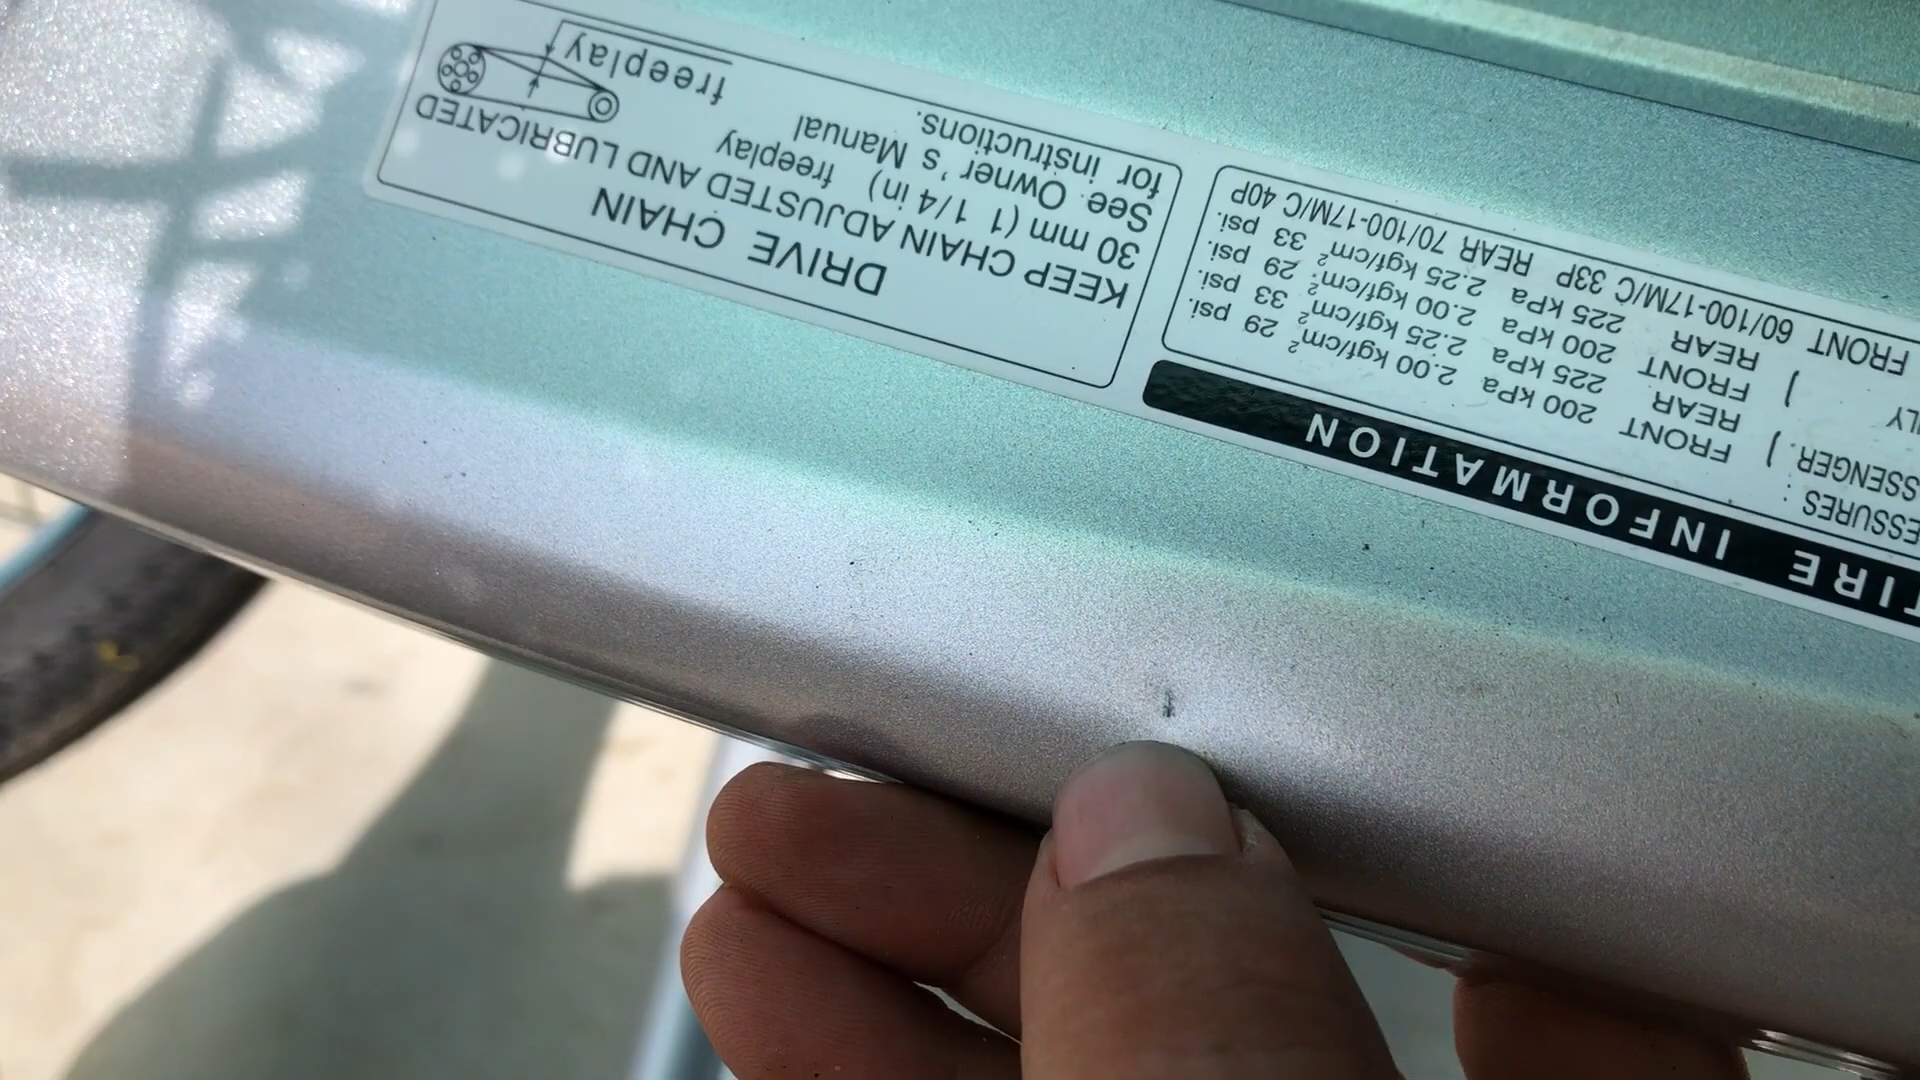 TIRE INFORMATION
FRONT 200 kPa 2.00 kgf/cm² 29 psi.
REAR 225 kPa 2.25 kgf/cm² 33 psi.
FRONT 200 kPa 2.00 kgf/cm² 29 psi.
REAR 225 kPa 2.25 kgf/cm² 33 psi.
FRONT 60/100-17M/C 33P REAR 70/100-17M/C 40P
DRIVE CHAIN
KEEP CHAIN ADJUSTED AND LUBRICATED
30 mm (1 1/4 in) freeplay
See Owner's Manual
for instructions.
freeplay